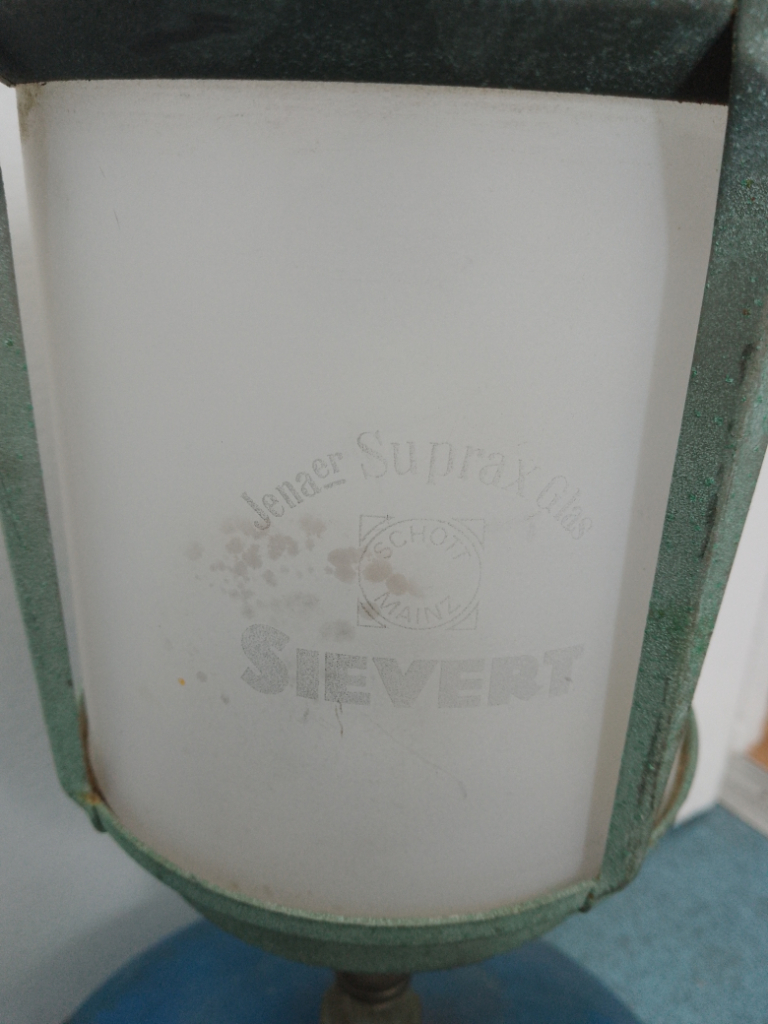 Jenaer Suprax Glas
SCHOTT
MAINZ
SIEVERT